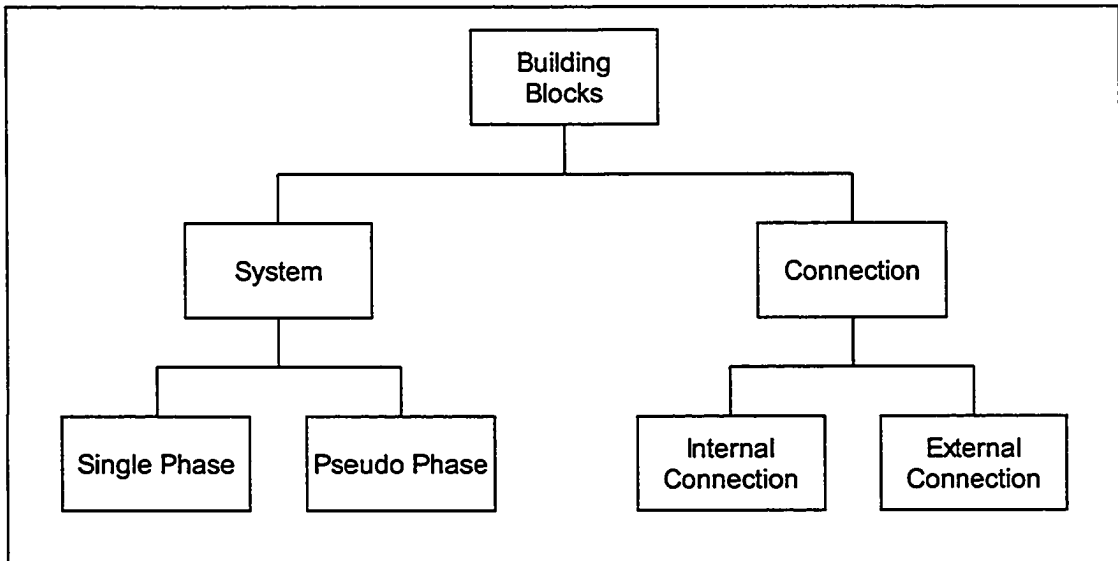 Building
Blocks
System
Connection
Single Phase
Pseudo Phase
Internal
Connection
External
Connection